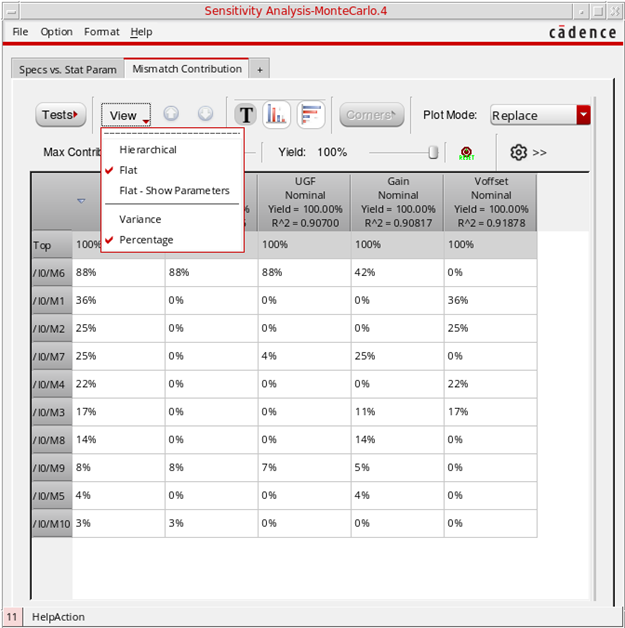 Sensitivity Analysis-MonteCarlo.4
File Option Format Help
cādence
Specs vs. Stat Param Mismatch Contribution +
Tests View T Corners Plot Mode: Replace
Max Contrib Yield: 100% RESET >>
Hierarchical
Flat
Flat - Show Parameters
Variance
Percentage
UGF Gain Voffset
Nominal Nominal Nominal
Yield = 100.00% Yield = 100.00% Yield = 100.00%
R^2 = 0.90700 R^2 = 0.90817 R^2 = 0.91878
Top 100% 100% 100% 100%
/I0/M6 88% 88% 88% 42% 0%
/I0/M1 36% 0% 0% 0% 36%
/I0/M2 25% 0% 0% 0% 25%
/I0/M7 25% 0% 4% 25% 0%
/I0/M4 22% 0% 0% 0% 22%
/I0/M3 17% 0% 0% 11% 17%
/I0/M8 14% 0% 0% 14% 0%
/I0/M9 8% 8% 7% 5% 0%
/I0/M5 4% 0% 0% 4% 0%
/I0/M10 3% 3% 0% 0% 0%
11 HelpAction